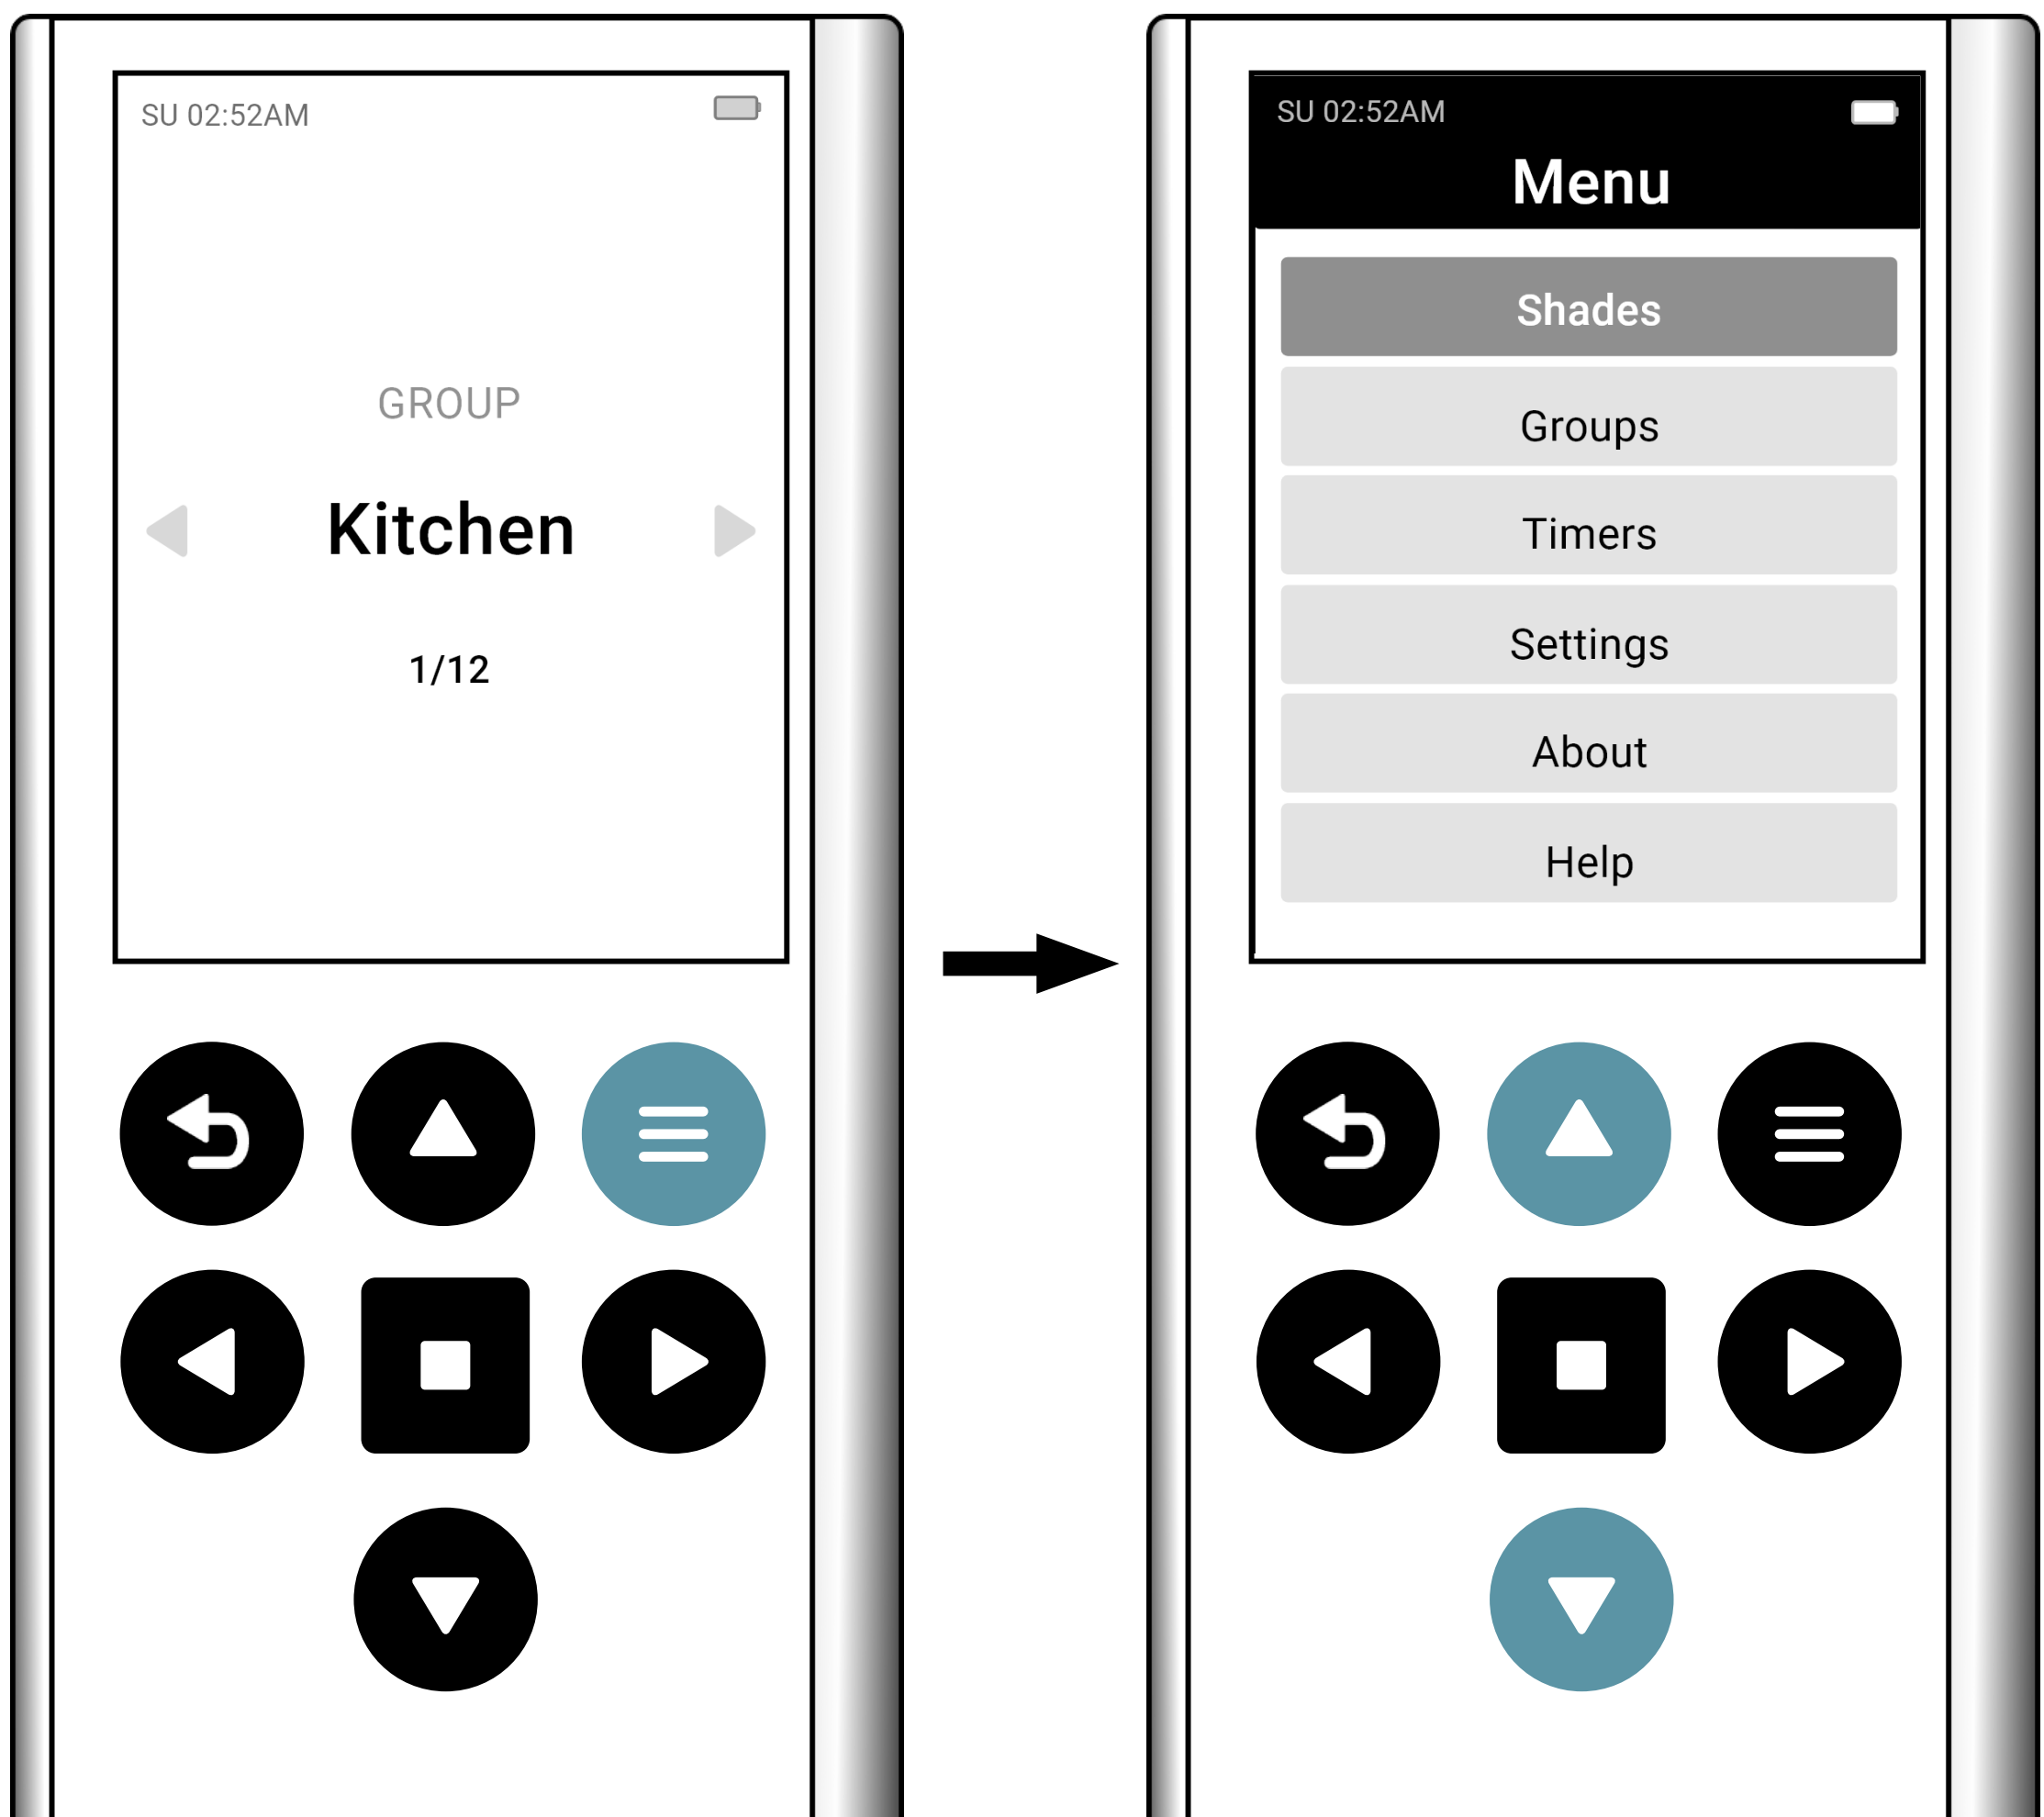 SU 02:52AM
GROUP
Kitchen
1/12
SU 02:52AM
Menu
Shades
Groups
Timers
Settings
About
Help